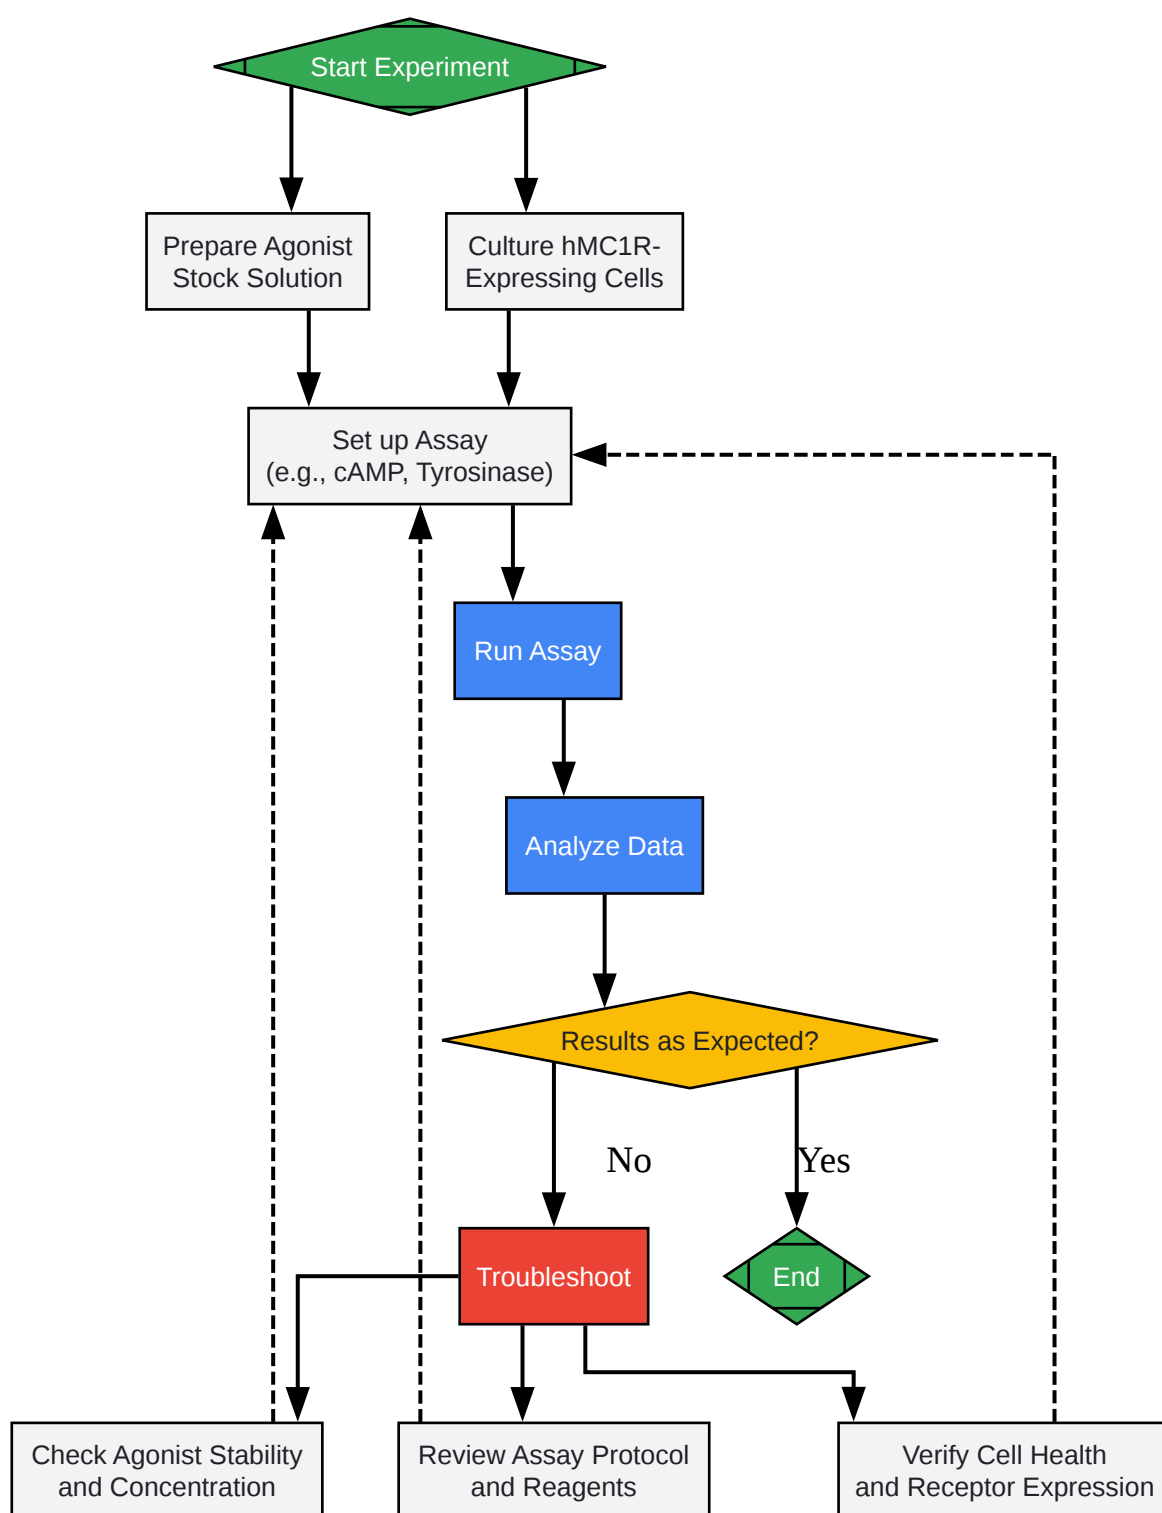 Start Experiment
Prepare Agonist
Stock Solution
Culture hMC1R-
Expressing Cells
Set up Assay
(e.g., cAMP, Tyrosinase)
Run Assay
Analyze Data
Results as Expected?
No
Yes
Troubleshoot
End
Check Agonist Stability
and Concentration
Review Assay Protocol
and Reagents
Verify Cell Health
and Receptor Expression